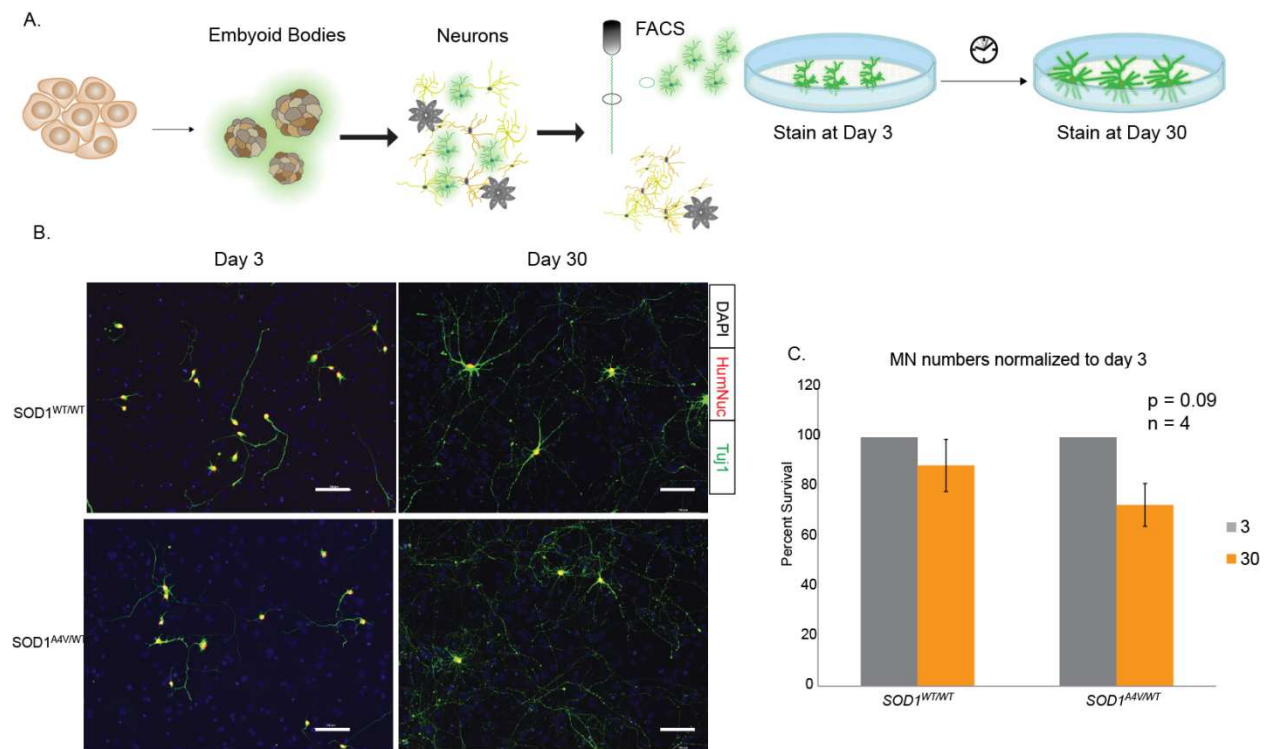 A.
Embyoid Bodies
Neurons
FACS
Stain at Day 3
Stain at Day 30
B.
Day 3
Day 30
DAPI
HumNuc
Tuj1
SOD1WT/WT
SOD1A4V/WT
C.
MN numbers normalized to day 3
p = 0.09
n = 4
Percent Survival
120
100
80
60
40
20
0
SOD1WT/WT
SOD1A4V/WT
3
30